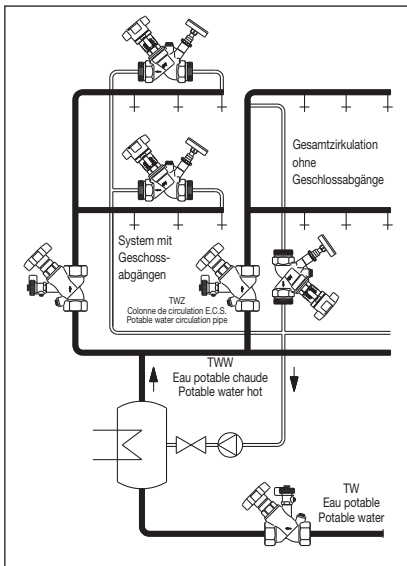 Gesamtzirkulation
ohne
Geschlossabgänge
System mit
Geschoss-
abgängen
TWZ
Colonne de circulation E.C.S.
Potable water circulation pipe
TWW
Eau potable chaude
Potable water hot
TW
Eau potable
Potable water